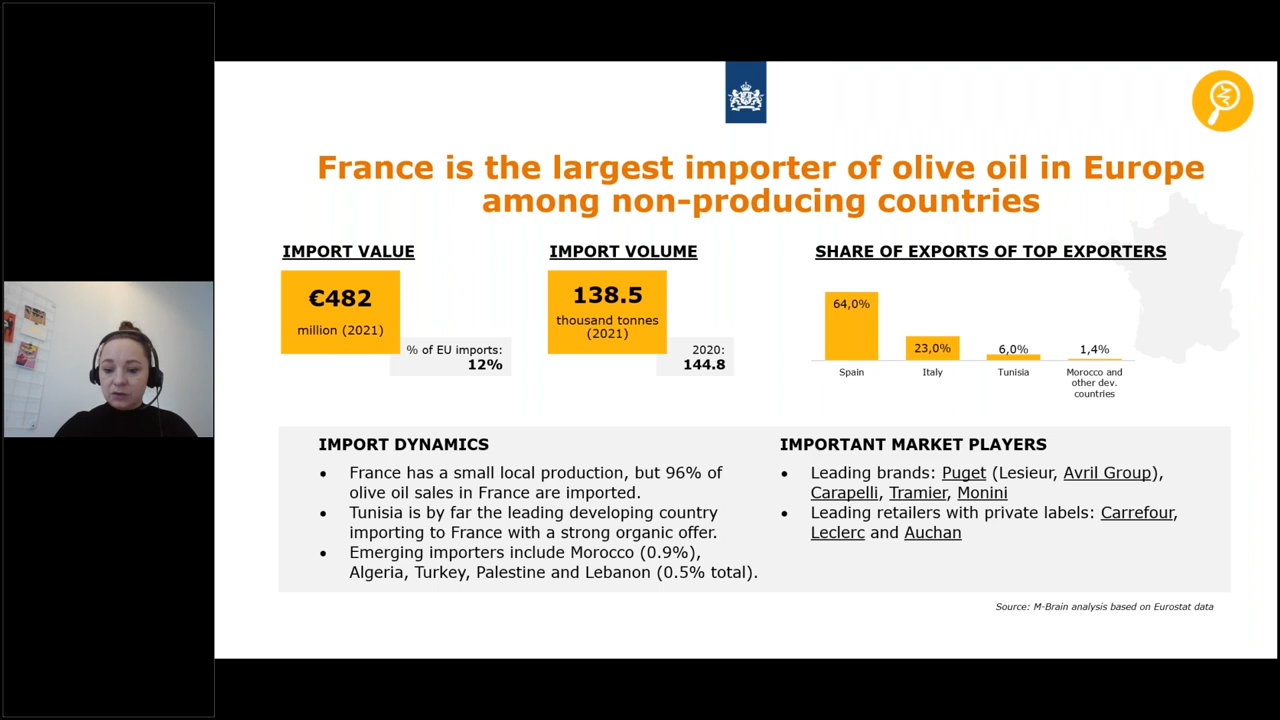 France is the largest importer of olive oil in Europe
among non-producing countries
IMPORT VALUE
€482
million (2021)
% of EU imports:
12%
IMPORT VOLUME
138.5
thousand tonnes
(2021)
2020:
144.8
SHARE OF EXPORTS OF TOP EXPORTERS
64,0%
23,0%
6,0%
1,4%
Spain
Italy
Tunisia
Morocco and
other dev.
countries
IMPORT DYNAMICS
• France has a small local production, but 96% of
olive oil sales in France are imported.
• Tunisia is by far the leading developing country
importing to France with a strong organic offer.
• Emerging importers include Morocco (0.9%),
Algeria, Turkey, Palestine and Lebanon (0.5% total).
IMPORTANT MARKET PLAYERS
• Leading brands: Puget (Lesieur, Avril Group),
Carapelli, Tramier, Monini
• Leading retailers with private labels: Carrefour,
Leclerc and Auchan
Source: M-Brain analysis based on Eurostat data